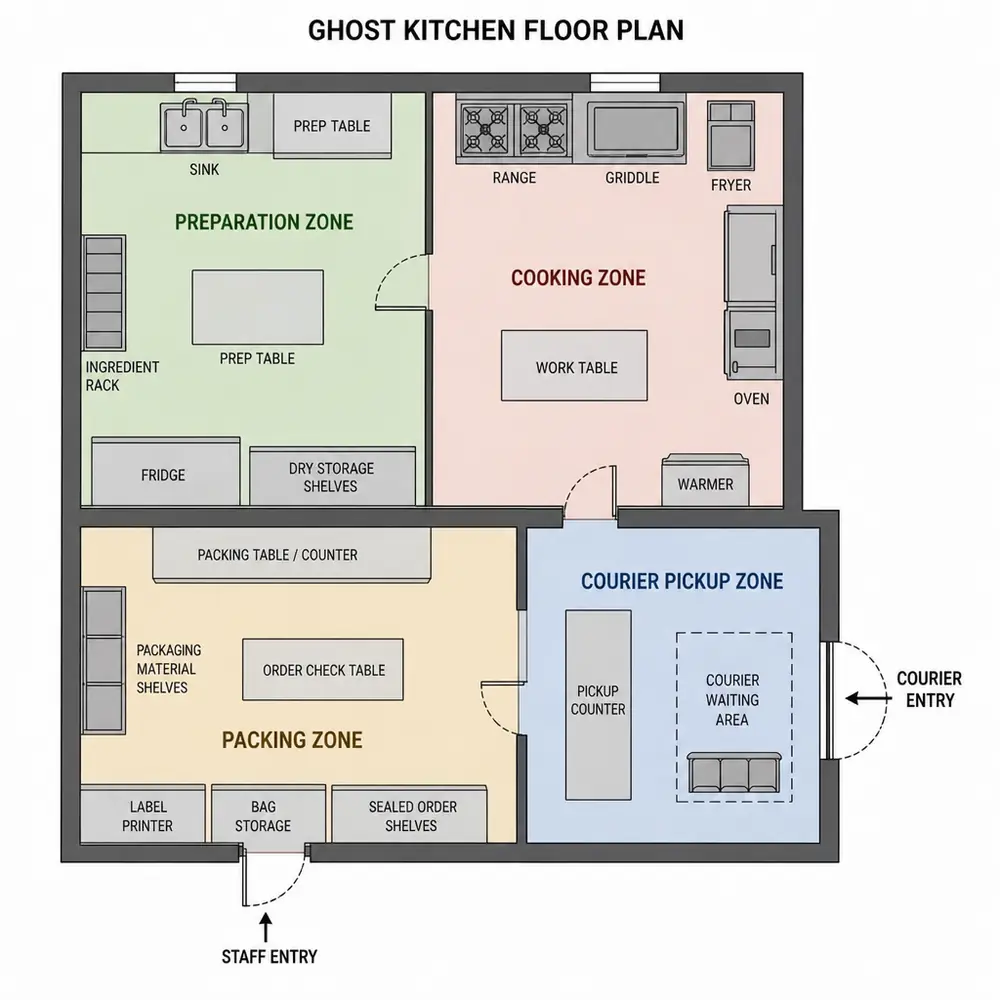 GHOST KITCHEN FLOOR PLAN
PREP TABLE
SINK
PREPARATION ZONE
PREP TABLE
INGREDIENT
RACK
FRIDGE
DRY STORAGE
SHELVES
RANGE
GRIDDLE
FRYER
COOKING ZONE
WORK TABLE
OVEN
WARMER
PACKING TABLE / COUNTER
PACKAGING
MATERIAL
SHELVES
ORDER CHECK TABLE
PACKING ZONE
LABEL
PRINTER
BAG
STORAGE
SEALED ORDER
SHELVES
COURIER PICKUP ZONE
PICKUP
COUNTER
COURIER
WAITING
AREA
COURIER
ENTRY
STAFF ENTRY